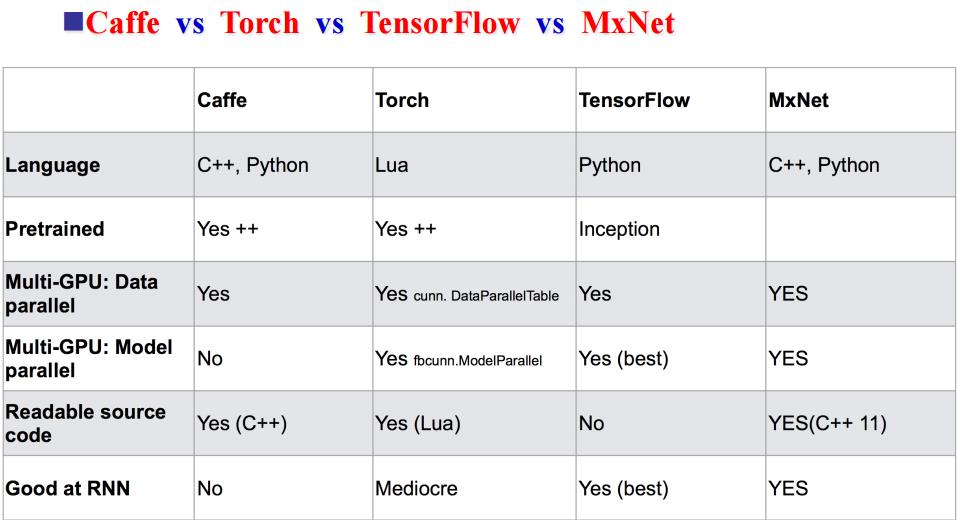 Caffe vs Torch vs TensorFlow vs MxNet
Caffe Torch TensorFlow MxNet
Language C++, Python Lua Python C++, Python
Pretrained Yes ++ Yes ++ Inception
Multi-GPU: Data
parallel Yes Yes cunn. DataParallelTable Yes YES
Multi-GPU: Model
parallel No Yes fbcunn.ModelParallel Yes (best) YES
Readable source
code Yes (C++) Yes (Lua) No YES(C++ 11)
Good at RNN No Mediocre Yes (best) YES